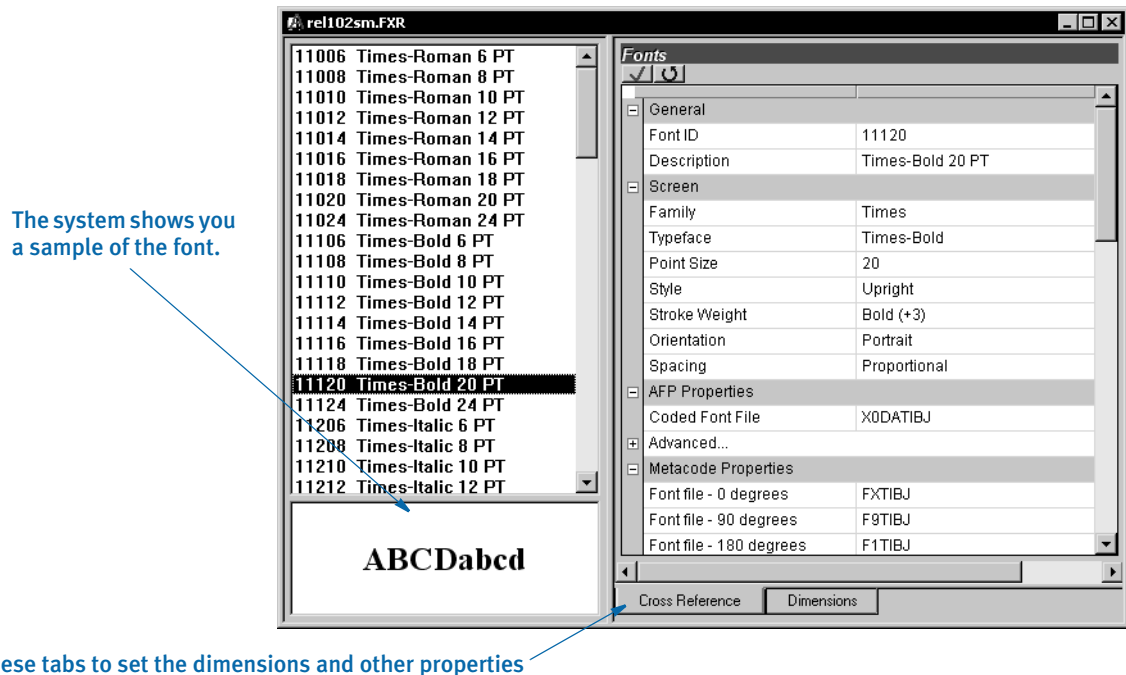 rel102sm.FXR
11006 Times-Roman 6 PT
11008 Times-Roman 8 PT
11010 Times-Roman 10 PT
11012 Times-Roman 12 PT
11014 Times-Roman 14 PT
11016 Times-Roman 16 PT
11018 Times-Roman 18 PT
11020 Times-Roman 20 PT
11024 Times-Roman 24 PT
11106 Times-Bold 6 PT
11108 Times-Bold 8 PT
11110 Times-Bold 10 PT
11112 Times-Bold 12 PT
11114 Times-Bold 14 PT
11116 Times-Bold 16 PT
11118 Times-Bold 18 PT
11120 Times-Bold 20 PT
11124 Times-Bold 24 PT
11206 Times-Italic 6 PT
11208 Times-Italic 8 PT
11210 Times-Italic 10 PT
11212 Times-Italic 12 PT
The system shows you
a sample of the font.
ABCDabcd
Fonts
General
Font ID 11120
Description Times-Bold 20 PT
Screen
Family Times
Typeface Times-Bold
Point Size 20
Style Upright
Stroke Weight Bold (+3)
Orientation Portrait
Spacing Proportional
AFP Properties
Coded Font File X0DATIBJ
Advanced...
Metacode Properties
Font file - 0 degrees FXTIBJ
Font file - 90 degrees F9TIBJ
Font file - 180 degrees F1TIBJ
Cross Reference Dimensions
ese tabs to set the dimensions and other properties